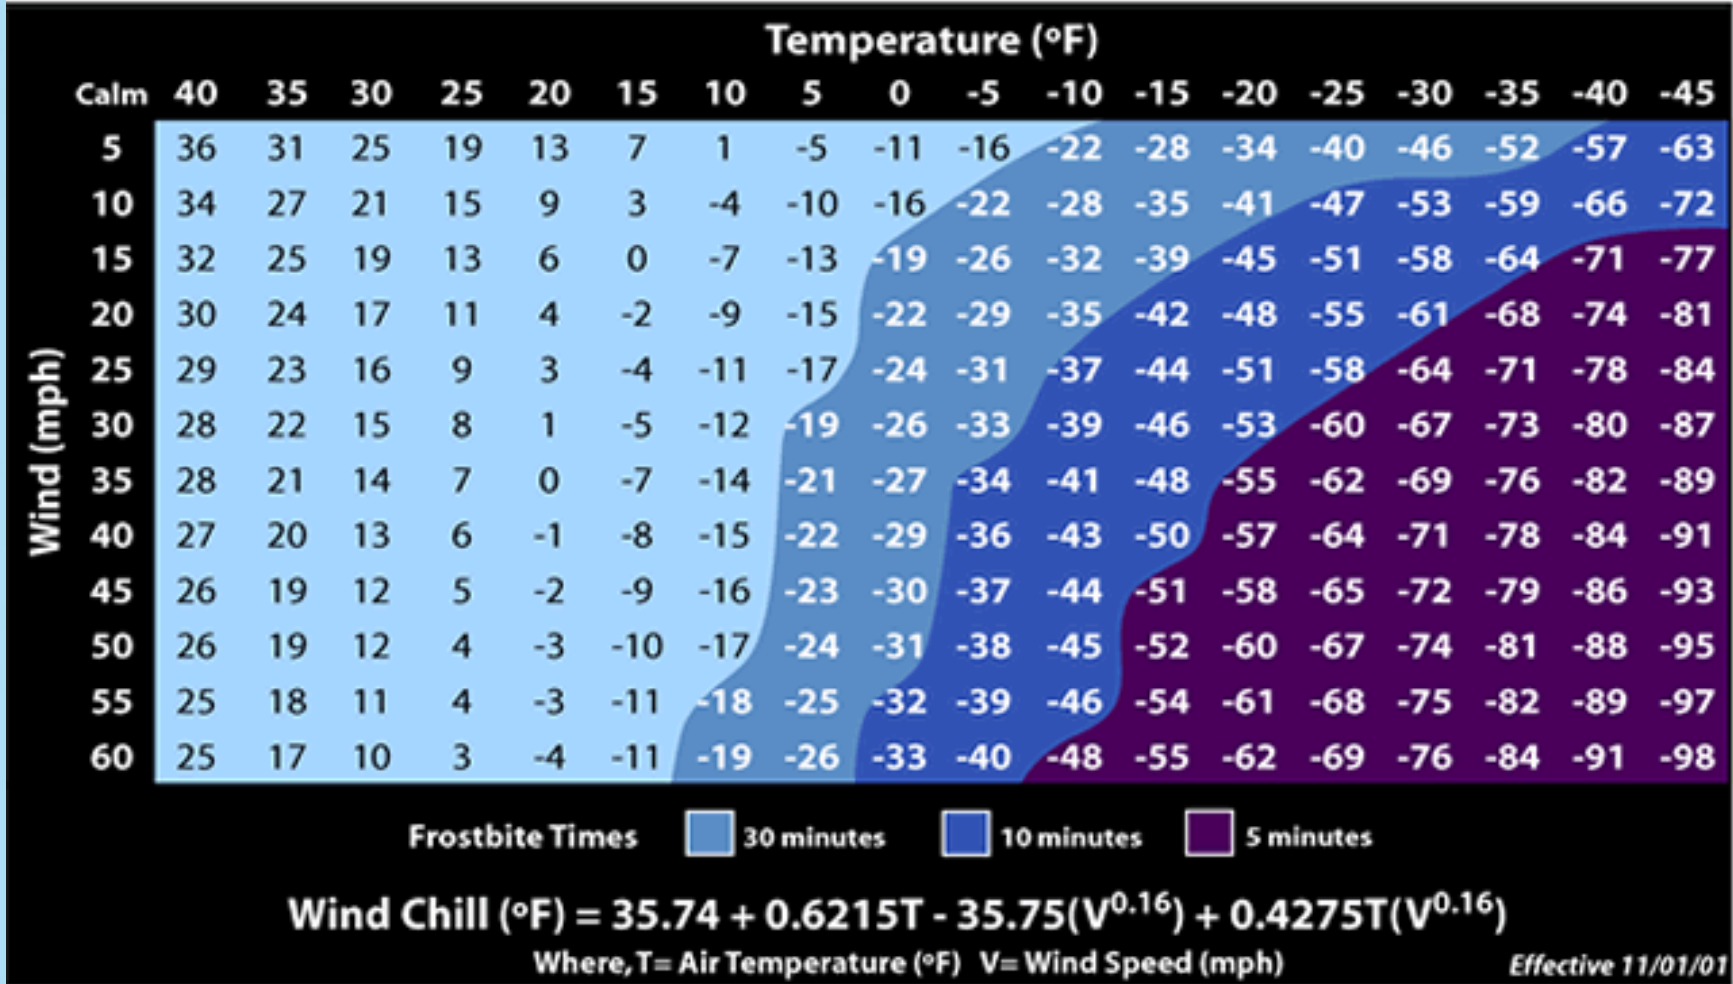 Temperature (ºF)
Calm 40 35 30 25 20 15 10 5 0 -5 -10 -15 -20 -25 -30 -35 -40 -45
5 36 31 25 19 13 7 1 -5 -11 -16 -22 -28 -34 -40 -46 -52 -57 -63
10 34 27 21 15 9 3 -4 -10 -16 -22 -28 -35 -41 -47 -53 -59 -66 -72
15 32 25 19 13 6 0 -7 -13 -19 -26 -32 -39 -45 -51 -58 -64 -71 -77
20 30 24 17 11 4 -2 -9 -15 -22 -29 -35 -42 -48 -55 -61 -68 -74 -81
25 29 23 16 9 3 -4 -11 -17 -24 -31 -37 -44 -51 -58 -64 -71 -78 -84
30 28 22 15 8 1 -5 -12 -19 -26 -33 -39 -46 -53 -60 -67 -73 -80 -87
35 28 21 14 7 0 -7 -14 -21 -27 -34 -41 -48 -55 -62 -69 -76 -82 -89
40 27 20 13 6 -1 -8 -15 -22 -29 -36 -43 -50 -57 -64 -71 -78 -84 -91
45 26 19 12 5 -2 -9 -16 -23 -30 -37 -44 -51 -58 -65 -72 -79 -86 -93
50 26 19 12 4 -3 -10 -17 -24 -31 -38 -45 -52 -60 -67 -74 -81 -88 -95
55 25 18 11 4 -3 -11 -18 -25 -32 -39 -46 -54 -61 -68 -75 -82 -89 -97
60 25 17 10 3 -4 -11 -19 -26 -33 -40 -48 -55 -62 -69 -76 -84 -91 -98
Wind (mph)
Frostbite Times 30 minutes 10 minutes 5 minutes
Wind Chill (ºF) = 35.74 + 0.6215T - 35.75(V^0.16) + 0.4275T(V^0.16)
Where, T= Air Temperature (ºF) V= Wind Speed (mph)
Effective 11/01/01